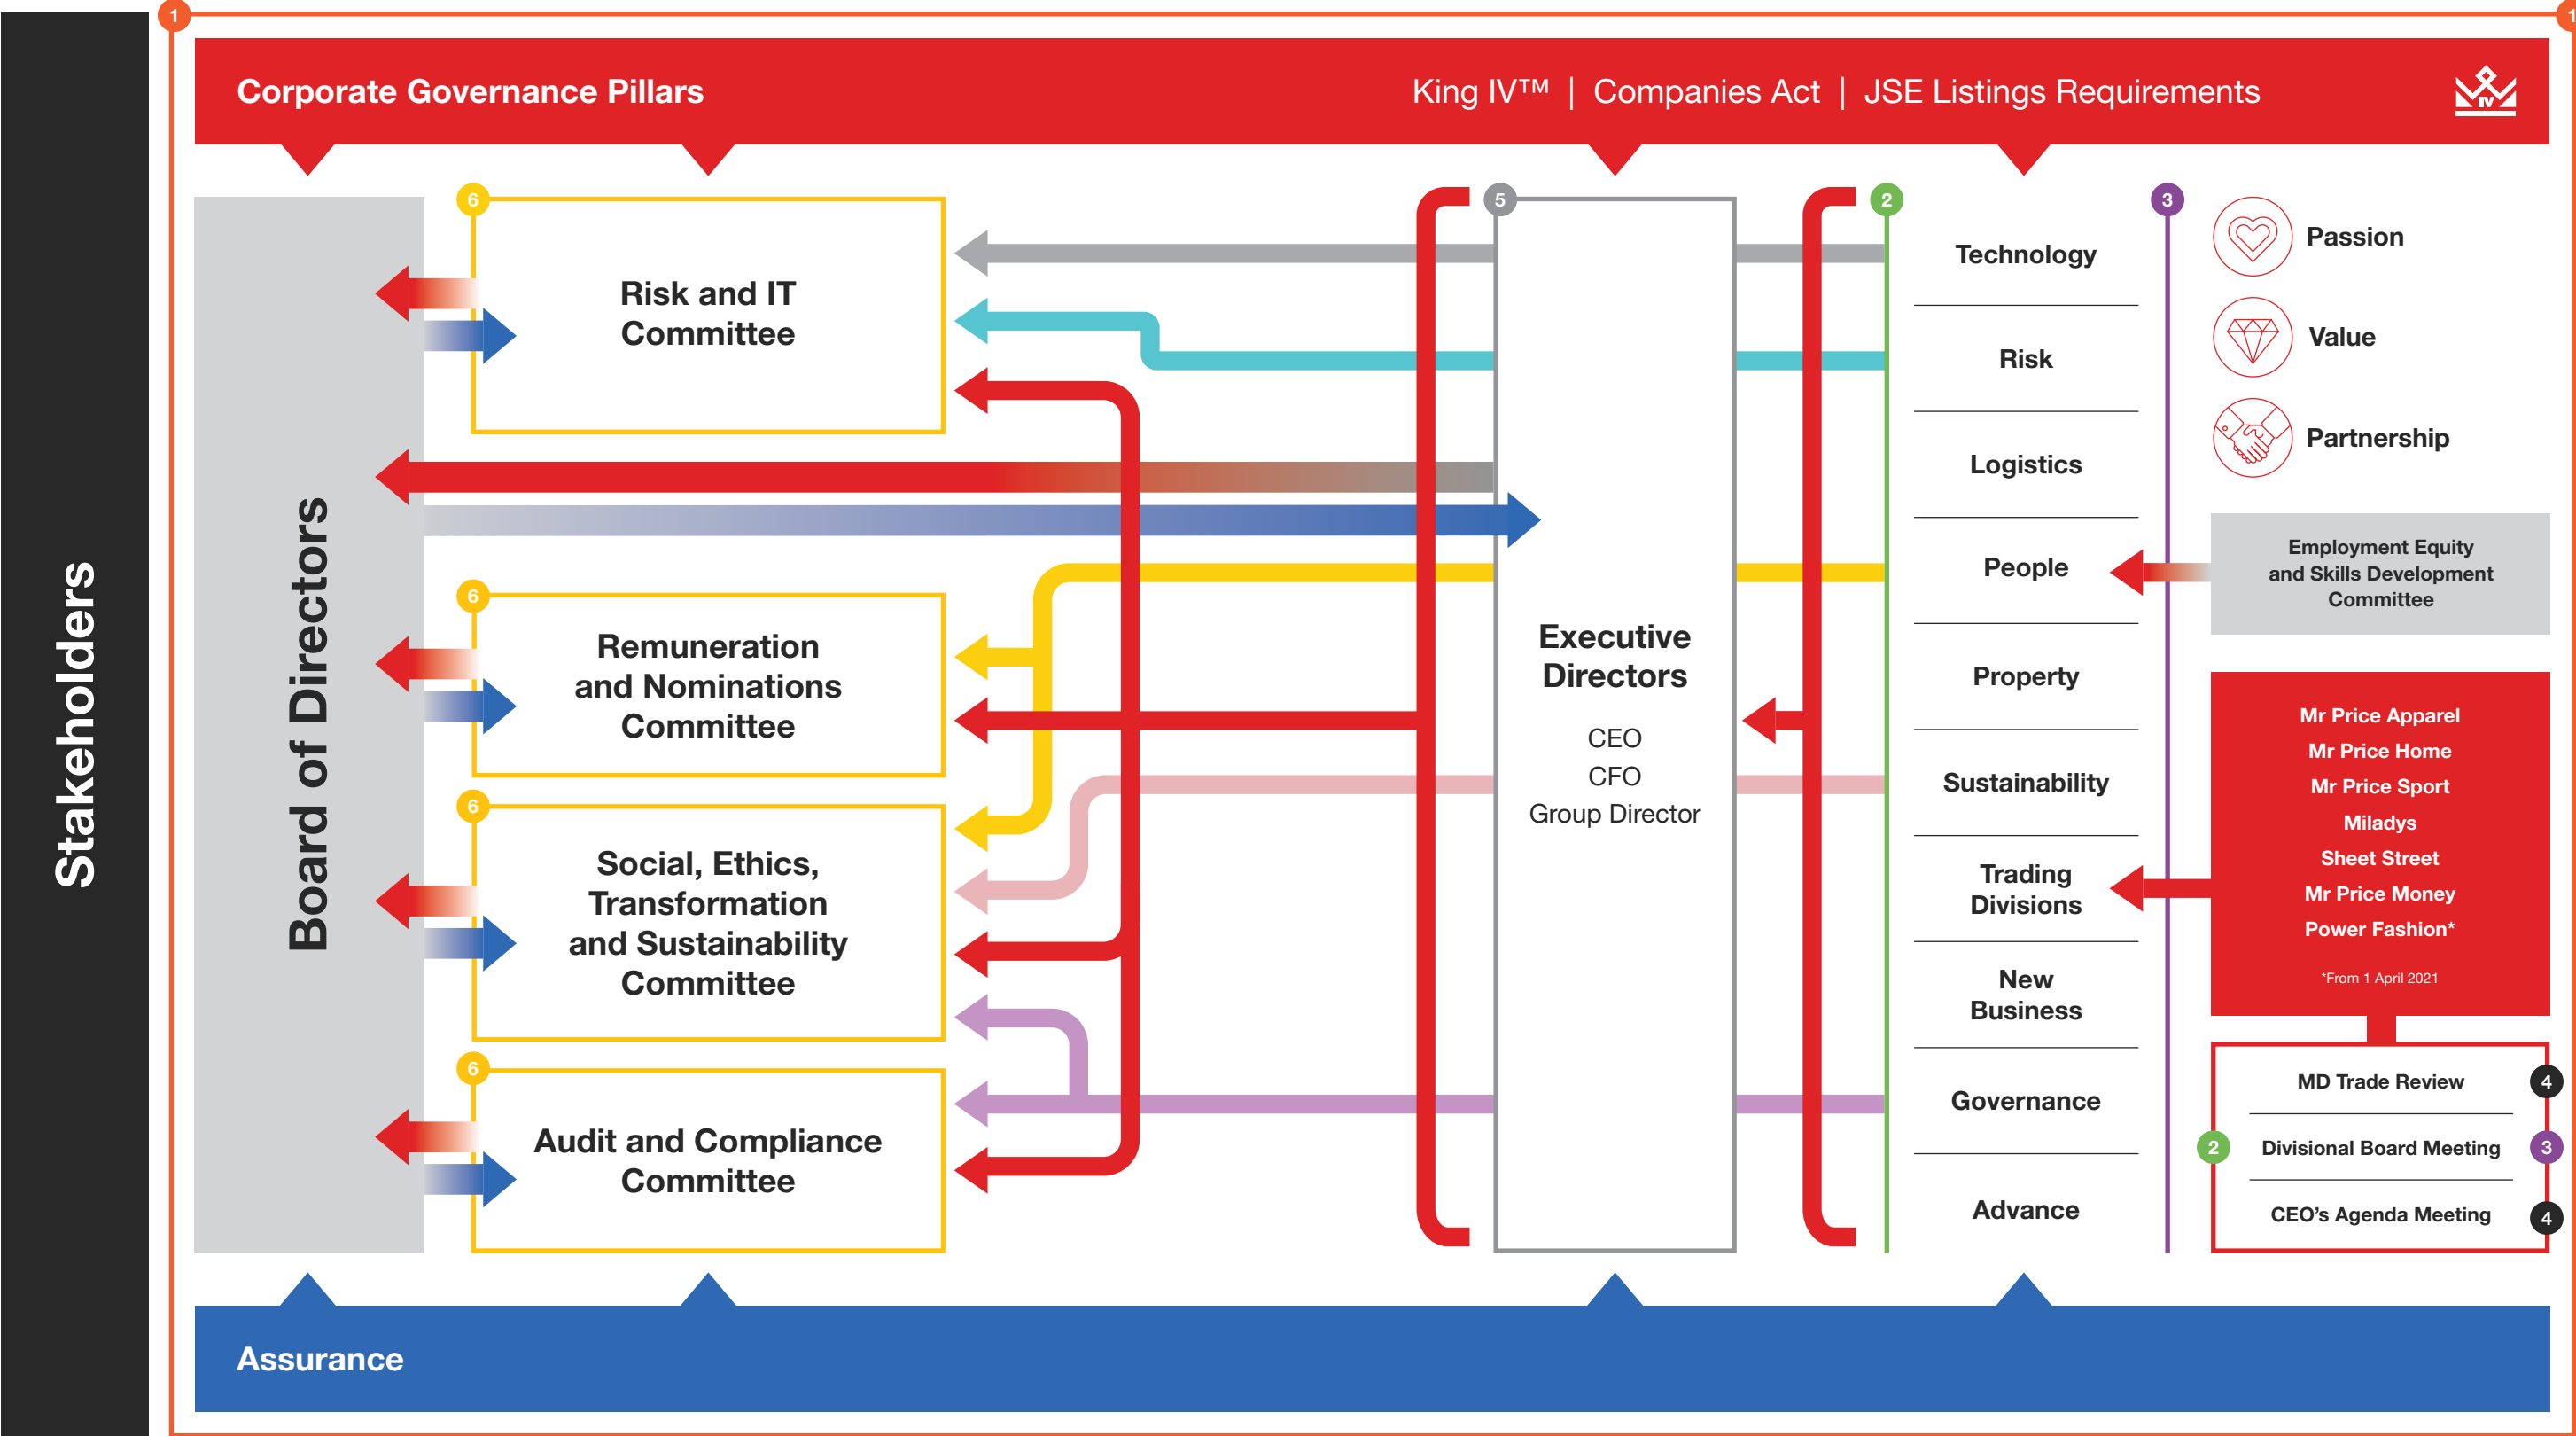 1
1
Stakeholders
Corporate Governance Pillars
King IV™ | Companies Act | JSE Listings Requirements
IV
Board of Directors
6
Risk and IT
Committee
6
Remuneration
and Nominations
Committee
6
Social, Ethics,
Transformation
and Sustainability
Committee
6
Audit and Compliance
Committee
5
Executive
Directors
CEO
CFO
Group Director
2
Technology
Risk
Logistics
People
Property
Sustainability
Trading
Divisions
New
Business
Governance
Advance
3
Passion
Value
Partnership
Employment Equity
and Skills Development
Committee
Mr Price Apparel
Mr Price Home
Mr Price Sport
Miladys
Sheet Street
Mr Price Money
Power Fashion*
*From 1 April 2021
MD Trade Review 4
2 Divisional Board Meeting 3
CEO’s Agenda Meeting 4
Assurance